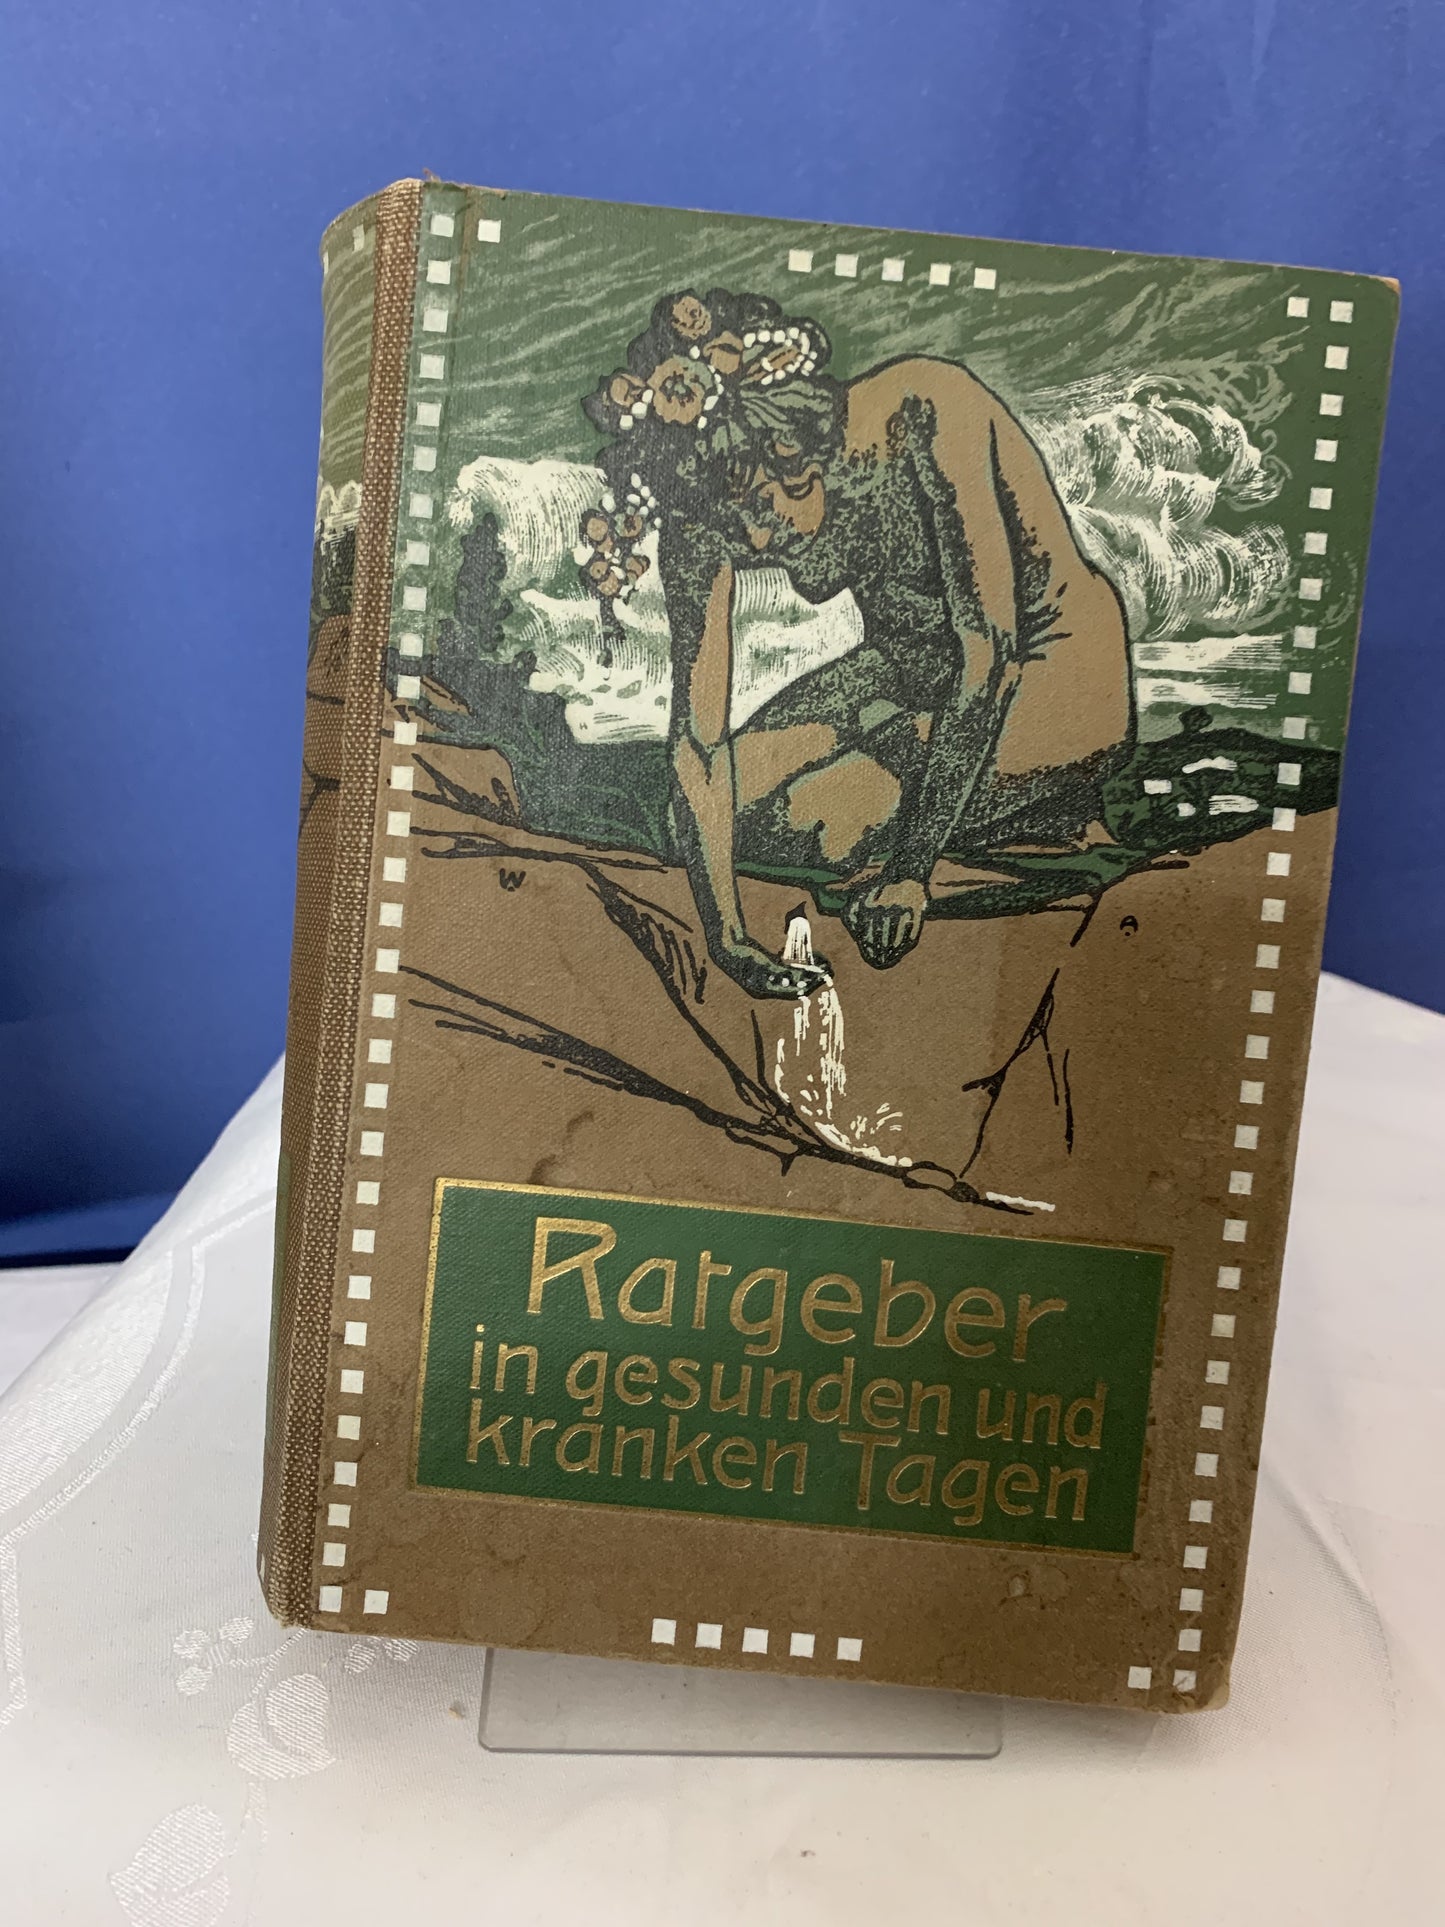 W
A
Ratgeber
in gesunden und
kranken Tagen